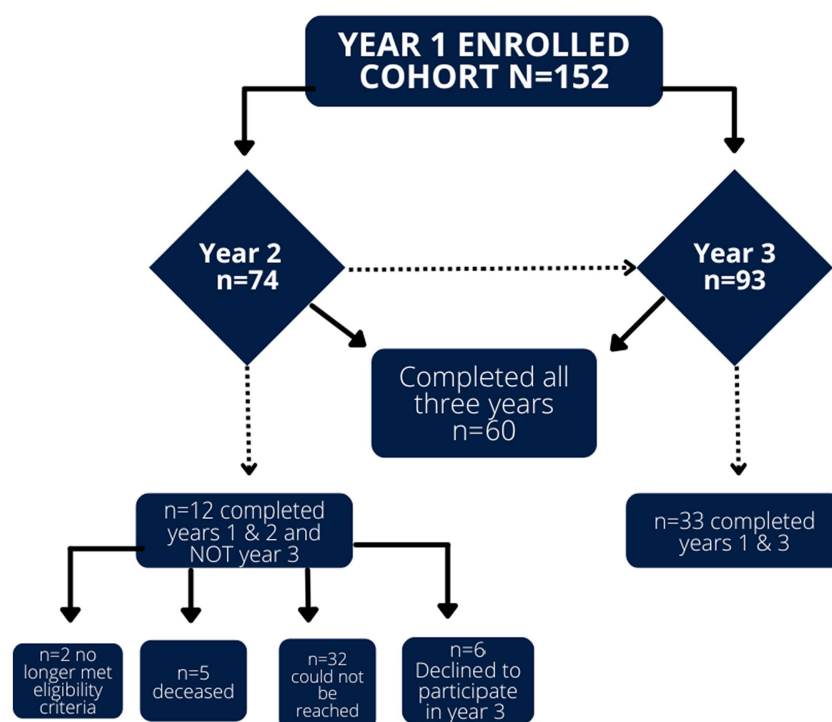 YEAR 1 ENROLLED
COHORT N=152
Year 2
n=74
Year 3
n=93
Completed all
three years
n=60
n=12 completed
years 1 & 2 and
NOT year 3
n=33 completed
years 1 & 3
n=2 no
longer met
eligibility
criteria
n=5
deceased
n=32
could not
be
reached
n=6
Declined to
participate
in year 3